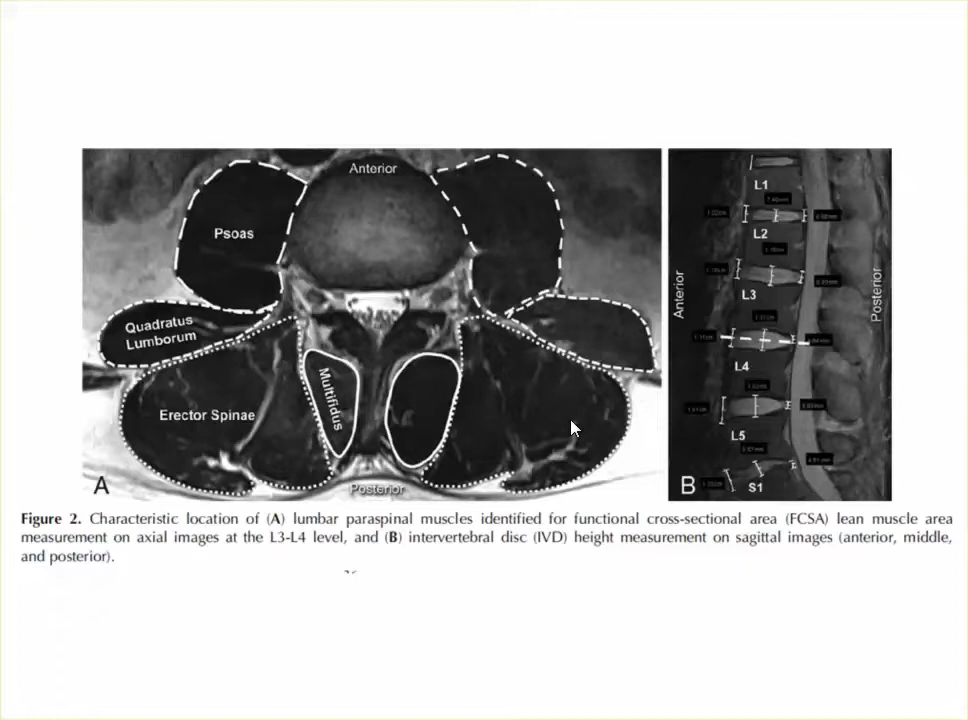 Anterior
Psoas
Quadratus
Lumborum
Erector Spinae
Multifidus
Posterior
A
L1
L2
L3
L4
L5
S1
Anterior
Posterior
B
Figure 2. Characteristic location of (A) lumbar paraspinal muscles identified for functional cross-sectional area (FCSA) lean muscle area
measurement on axial images at the L3-L4 level, and (B) intervertebral disc (IVD) height measurement on sagittal images (anterior, middle,
and posterior).